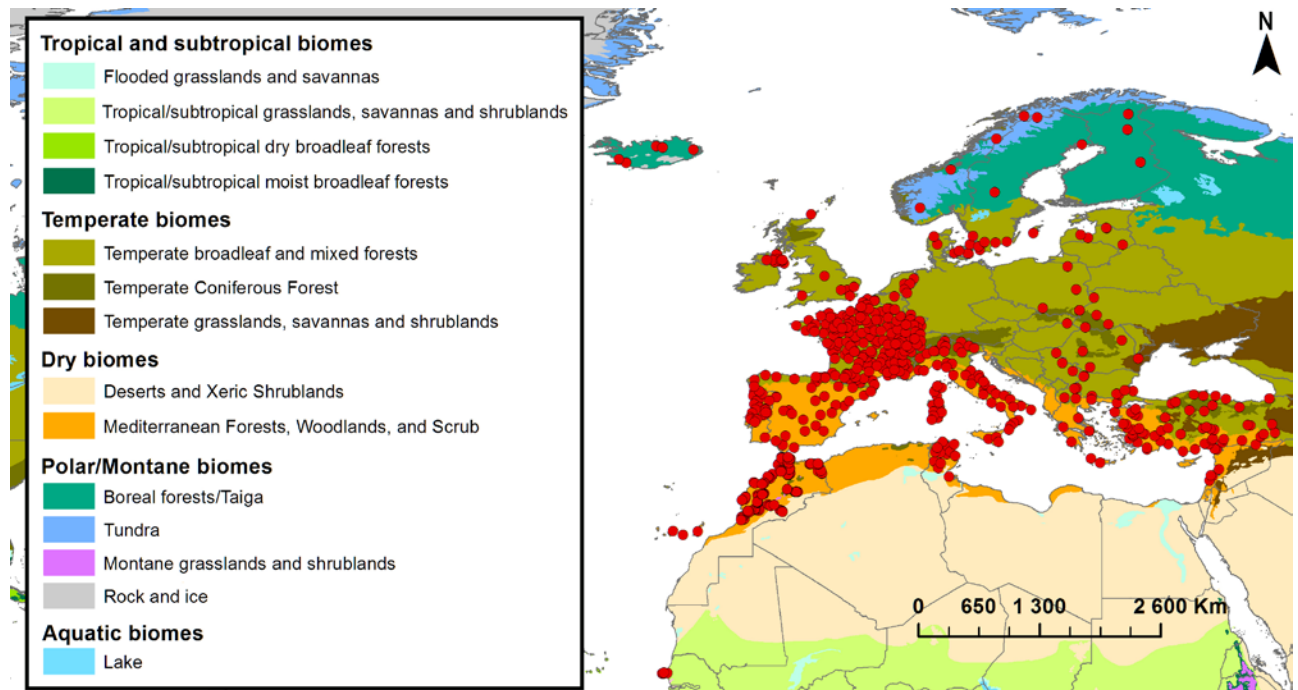 Tropical and subtropical biomes
Flooded grasslands and savannas
Tropical/subtropical grasslands, savannas and shrublands
Tropical/subtropical dry broadleaf forests
Tropical/subtropical moist broadleaf forests
Temperate biomes
Temperate broadleaf and mixed forests
Temperate Coniferous Forest
Temperate grasslands, savannas and shrublands
Dry biomes
Deserts and Xeric Shrublands
Mediterranean Forests, Woodlands, and Scrub
Polar/Montane biomes
Boreal forests/Taiga
Tundra
Montane grasslands and shrublands
Rock and ice
Aquatic biomes
Lake
N
0 650 1 300 2 600 Km